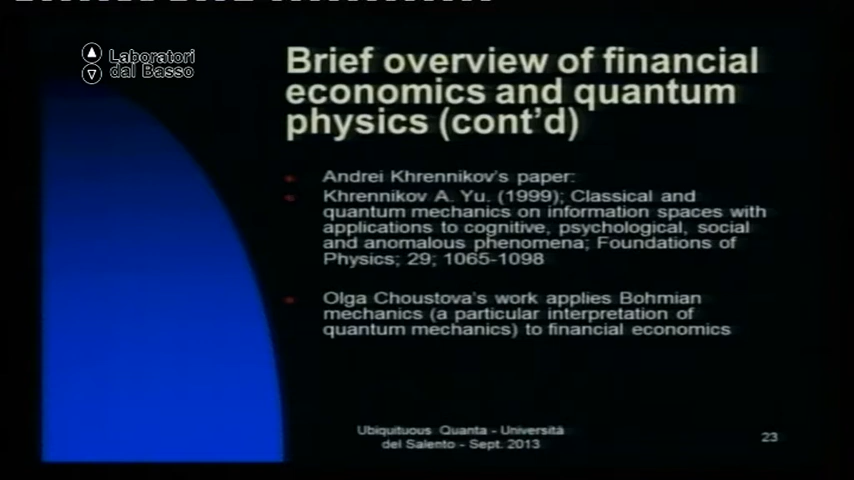 Laboratori
dal Basso
Brief overview of financial
economics and quantum
physics (cont'd)
Andrei Khrennikov's paper:
Khrennikov A. Yu. (1999); Classical and
quantum mechanics on information spaces with
applications to cognitive, psychological, social
and anomalous phenomena; Foundations of
Physics; 29; 1065-1098
Olga Choustova's work applies Bohmian
mechanics (a particular interpretation of
quantum mechanics) to financial economics
Ubiquituous Quanta - Università
del Salento - Sept. 2013
23